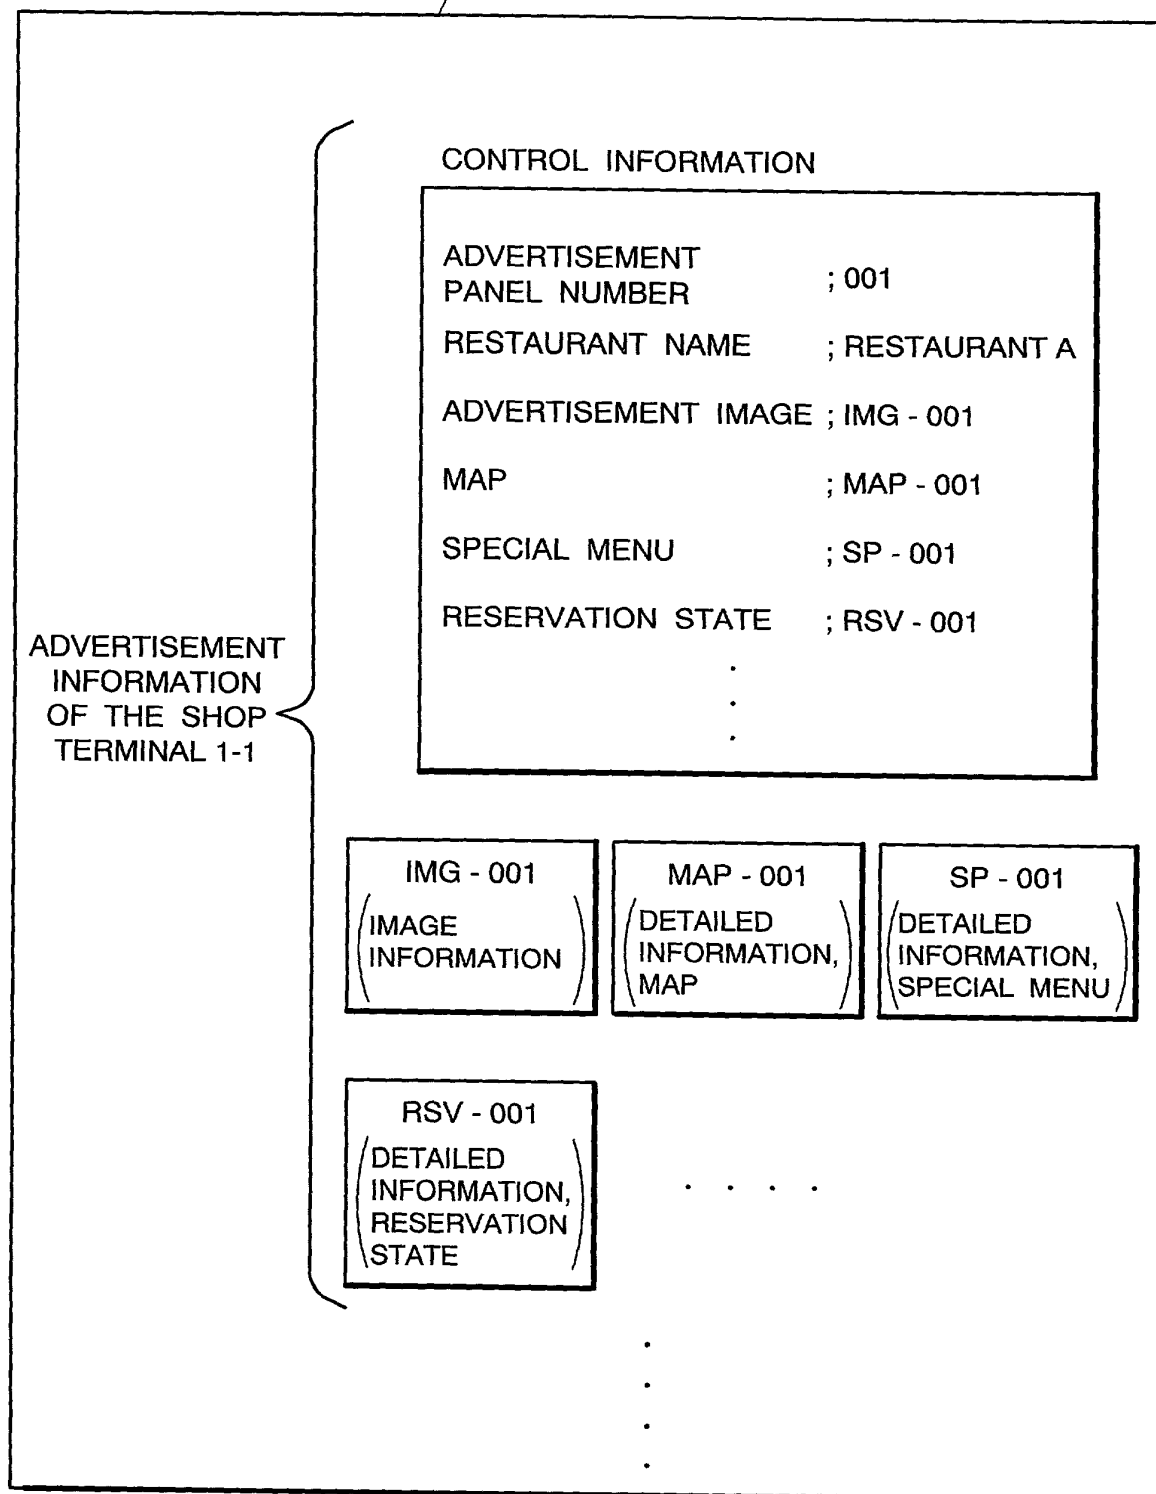 CONTROL INFORMATION
ADVERTISEMENT
PANEL NUMBER ; 001
RESTAURANT NAME ; RESTAURANT A
ADVERTISEMENT IMAGE ; IMG - 001
MAP ; MAP - 001
SPECIAL MENU ; SP - 001
RESERVATION STATE ; RSV - 001
ADVERTISEMENT
INFORMATION
OF THE SHOP
TERMINAL 1-1
IMG - 001
(IMAGE
INFORMATION)
MAP - 001
(DETAILED
INFORMATION,
MAP)
SP - 001
(DETAILED
INFORMATION,
SPECIAL MENU)
RSV - 001
(DETAILED
INFORMATION,
RESERVATION
STATE)